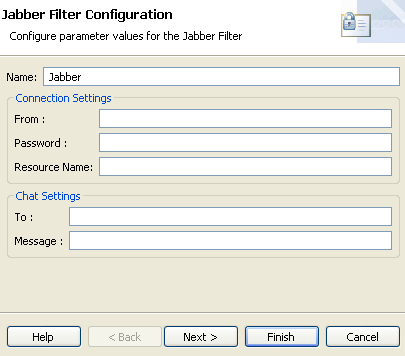 Jabber Filter Configuration
Configure parameter values for the Jabber Filter
Name: Jabber
Connection Settings
From :
Password :
Resource Name:
Chat Settings
To :
Message :
Help < Back Next > Finish Cancel